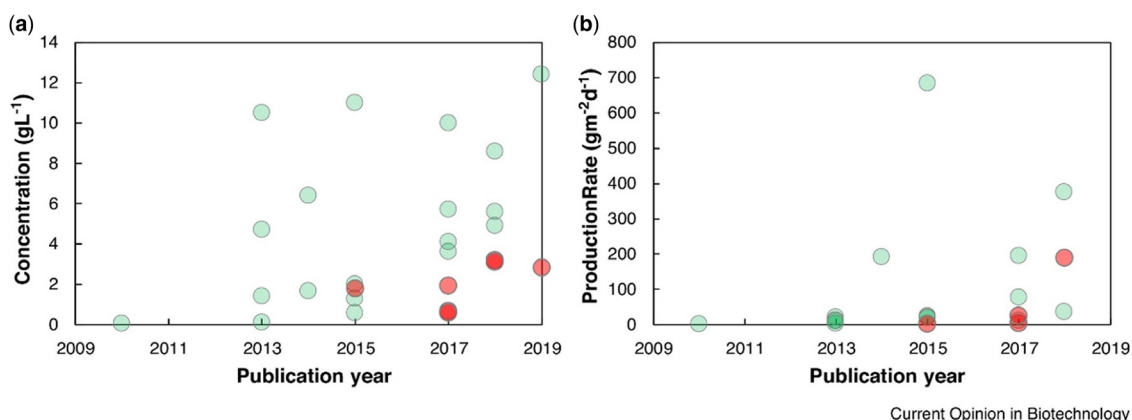 (a)
14
12
10
8
6
4
2
0
Concentration (gL-1)
2009 2011 2013 2015 2017 2019
Publication year
(b)
800
700
600
500
400
300
200
100
0
ProductionRate (gm-2d-1)
2009 2011 2013 2015 2017 2019
Publication year
Current Opinion in Biotechnology